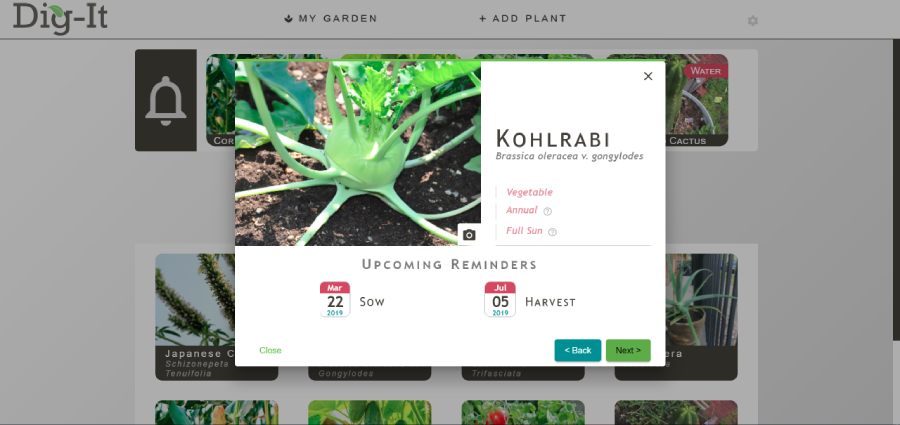 Dig-It
MY GARDEN
+ ADD PLANT
WATER
COR
CACTUS
KOHLRABI
Brassica oleracea v. gongylodes
Vegetable
Annual ?
Full Sun ?
UPCOMING REMINDERS
Mar
22
2019
SOW
Jul
05
2019
HARVEST
Close
< Back
Next >
Japanese C
Schizonepeta
Tenuifolia
Gongylodes
Trifasciata
era